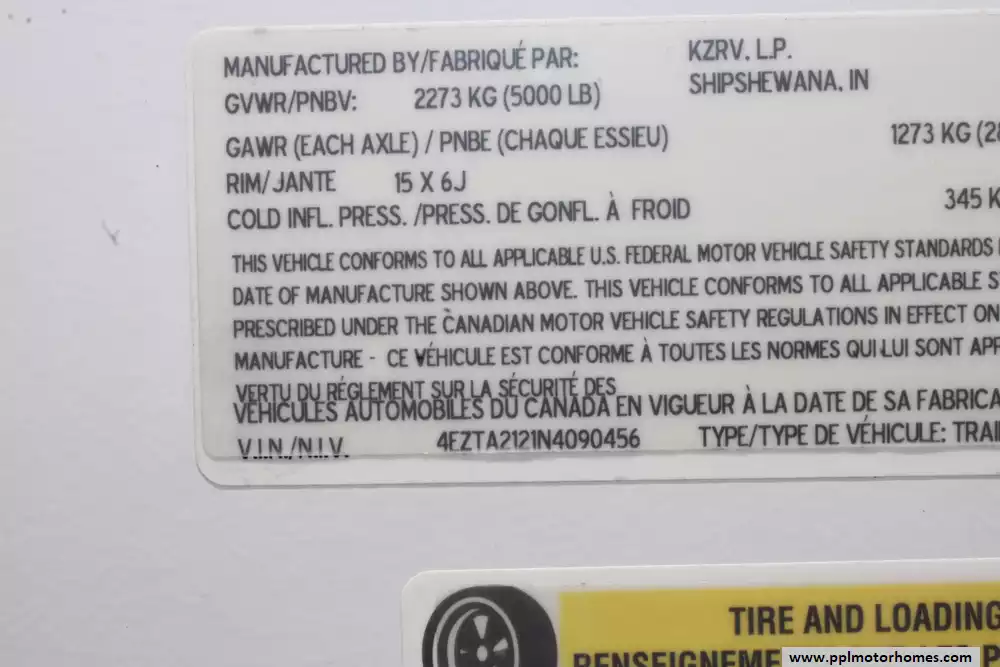 MANUFACTURED BY/FABRIQUÉ PAR: KZRV, L.P.
SHIPSHEWANA, IN
GVWR/PNBV: 2273 KG (5000 LB)
GAWR (EACH AXLE) / PNBE (CHAQUE ESSIEU) 1273 KG (28
RIM/JANTE 15 X 6J
COLD INFL. PRESS. /PRESS. DE GONFL. À FROID 345 K
THIS VEHICLE CONFORMS TO ALL APPLICABLE U.S. FEDERAL MOTOR VEHICLE SAFETY STANDARDS
DATE OF MANUFACTURE SHOWN ABOVE. THIS VEHICLE CONFORMS TO ALL APPLICABLE S
PRESCRIBED UNDER THE CANADIAN MOTOR VEHICLE SAFETY REGULATIONS IN EFFECT ON
MANUFACTURE - CE VÉHICULE EST CONFORME À TOUTES LES NORMES QUI LUI SONT APP
VERTU DU RÉGLEMENT SUR LA SÉCURITÉ DES
VÉHICULES AUTOMOBILES DU CANADA EN VIGUEUR À LA DATE DE SA FABRICA
V.I.N./N.I.V. 4EZTA2121N4090456 TYPE/TYPE DE VÉHICULE: TRAI
TIRE AND LOADING
RENSEIGNEME
www.pplmotorhomes.com